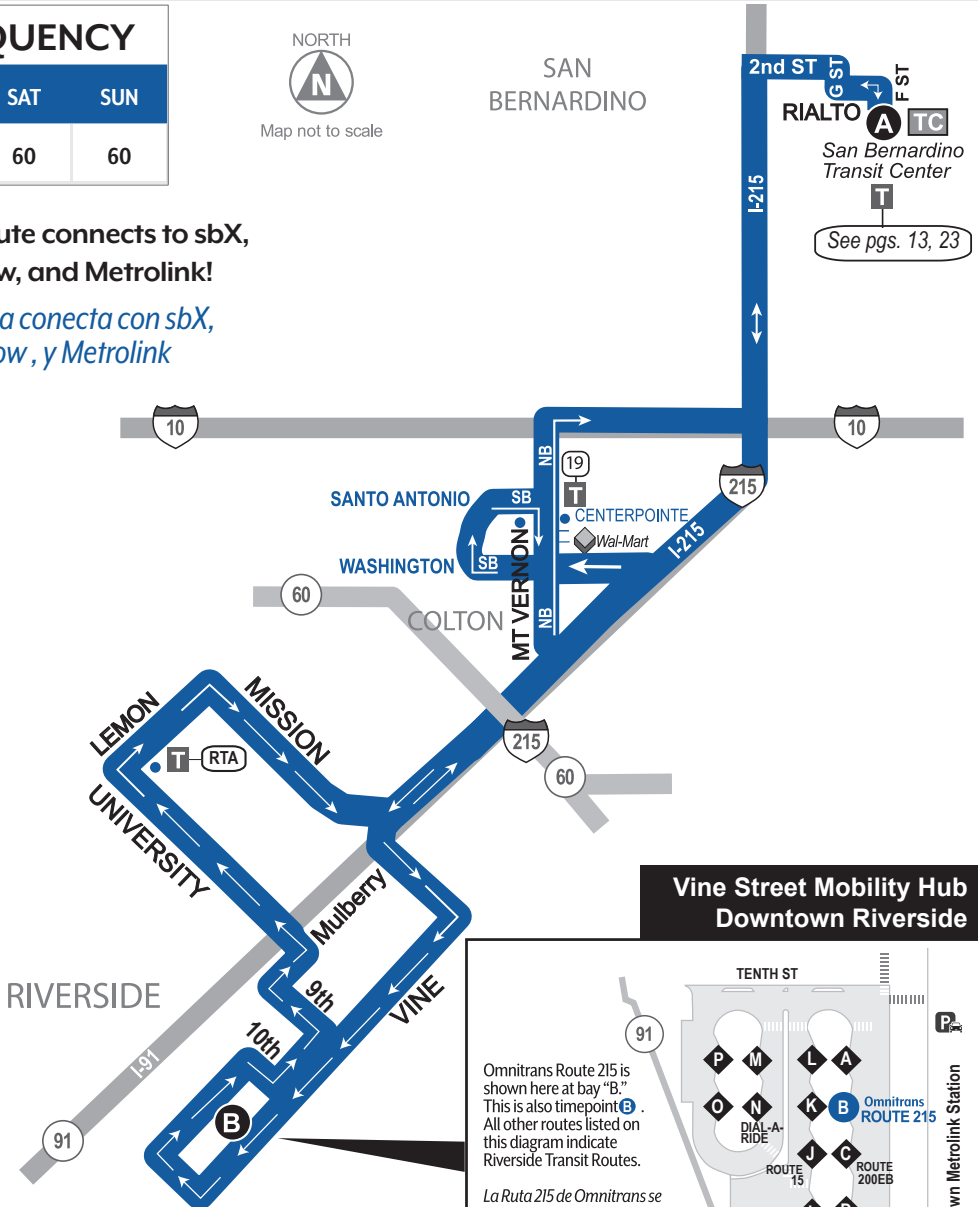 SAT
SUN
60
60
and Metrolink!
connects to sbX,
conecta con sbX,
y Metrolink
NORTH
N
Map not to scale
SAN
BERNARDINO
2nd ST
G ST
F ST
RIALTO
A
TC
San Bernardino
Transit Center
T
See pgs. 13, 23
I-215
10
10
NB
19
T
215
SANTO ANTONIO
SB
CENTERPOINTE
Wal-Mart
I-215
WASHINGTON
SB
MT VERNON
60
COLTON
NB
LEMON
MISSION
T
RTA
215
60
UNIVERSITY
Mulberry
RIVERSIDE
9th
VINE
10th
I-91
B
91
Vine Street Mobility Hub
Downtown Riverside
TENTH ST
91
P
P M L A
O N K B
Omnitrans
ROUTE 215
DIAL-A-
RIDE
J C
ROUTE
15
ROUTE
200EB
Metrolink Station
Omnitrans Route 215 is
shown here at bay “B.”
This is also timepoint B .
All other routes listed on
this diagram indicate
Riverside Transit Routes.
La Ruta 215 de Omnitrans se